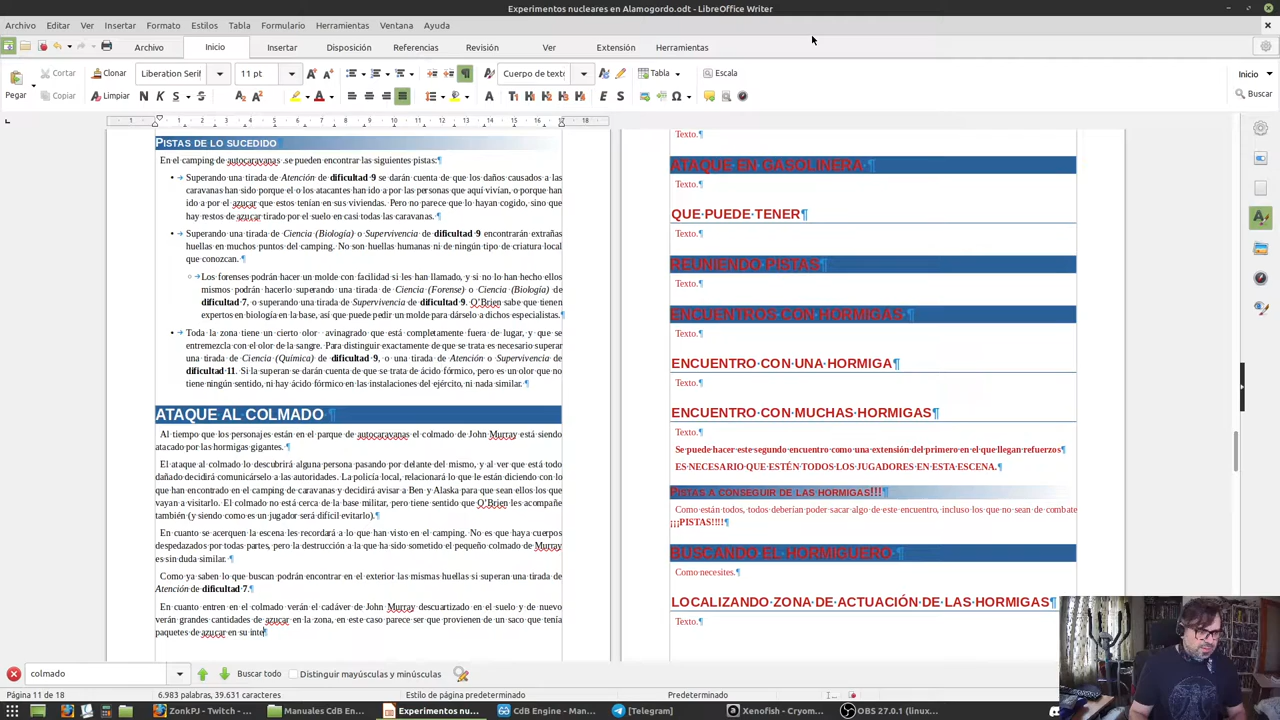 Experimentos nucleares en Alamogordo.odt - LibreOffice Writer
Archivo Editar Ver Insertar Formato Estilos Tabla Formulario Herramientas Ventana Ayuda
Archivo Inicio Insertar Disposición Referencias Revisión Ver Extensión Herramientas
Cortar Clonar Liberation Serif 11 pt Cuerpo de texto Tabla Escala Inicio
Pegar Copiar Limpiar N K S S Buscar
PISTAS DE LO SUCEDIDO
En el camping de autocaravanas .se pueden encontrar las siguientes pistas:
Superando una tirada de Atención de dificultad 9 se darán cuenta de que los daños causados a las
caravanas han sido porque el o los atacantes han ido a por las personas que aquí vivían, o porque han
ido a por el azucar que estos tenían en sus viviendas. Pero no parece que lo hayan cogido, sino que
hay restos de azucar tirado por el suelo en casi todas las caravanas.
Superando una tirada de Ciencia (Biología) o Supervivencia de dificultad 9 encontrarán extrañas
huellas en muchos puntos del camping. No son huellas humanas ni de ningún tipo de criatura local
que conozcan.
Los forenses podrán hacer un molde con facilidad si les han llamado, y si no lo han hecho ellos
mismos podrán hacerlo superando una tirada de Ciencia (Forense) o Ciencia (Biología) de
dificultad 7, o superando una tirada de Supervivencia de dificultad 9. O'Brien sabe que tienen
expertos en biología en la base, así que puede pedir un molde para dárselo a dichos especialistas.
Toda la zona tiene un cierto olor avinagrado que está completamente fuera de lugar, y que se
entremezcla con el olor de la sangre. Para distinguir exactamente de que se trata es necesario superar
una tirada de Ciencia (Química) de dificultad 9, o una tirada de Atención o Supervivencia de
dificultad 11. Si la superan se darán cuenta de que se trata de ácido fórmico, pero es un olor que no
tiene ningún sentido, ni hay ácido fórmico en las instalaciones del ejército, ni nada similar.
ATAQUE AL COLMADO
Al tiempo que los personajes están en el parque de autocaravanas el colmado de John Murray está siendo
atacado por las hormigas gigantes.
El ataque al colmado lo descubrirá alguna persona pasando por delante del mismo, y al ver que está todo
dañado decidirá comunicárselo a las autoridades. La policía local, relacionará lo que le están diciendo con lo
que han encontrado en el camping de caravanas y decidirá avisar a Ben y Alaska para que sean ellos los que
vayan a visitarlo. El colmado no está cerca de la base militar, pero tiene sentido que O'Brien les acompañe
también (y siendo como es un jugador será difícil evitarlo).
En cuanto se acerquen la escena les recordará a lo que han visto en el camping. No es que haya cuerpos
despedazados por todas partes, pero la destrucción a la que ha sido sometido el pequeño colmado de Murray
es sin duda similar.
Como ya saben lo que buscan podrán encontrar en el exterior las mismas huellas si superan una tirada de
Atención de dificultad 7.
En cuanto entren en el colmado verán el cadáver de John Murray descuartizado en el suelo y de nuevo
verán grandes cantidades de azucar en la zona, en este caso parece ser que provienen de un saco que tenía
paquetes de azucar en su inte
Texto.
ATAQUE EN GASOLINERA
Texto.
QUE PUEDE TENER
Texto.
REUNIENDO PISTAS
Texto.
ENCUENTROS CON HORMIGAS
Texto.
ENCUENTRO CON UNA HORMIGA
Texto.
ENCUENTRO CON MUCHAS HORMIGAS
Texto.
Se puede hacer este segundo encuentro como una extensión del primero en el que llegan refuerzos
ES NECESARIO QUE ESTÉN TODOS LOS JUGADORES EN ESTA ESCENA.
PISTAS A CONSEGUIR DE LAS HORMIGAS!!!
Como están todos, todos deberían poder sacar algo de este encuentro, incluso los que no sean de combate
¡¡¡PISTAS!!!!
BUSCANDO EL HORMIGUERO
Como necesites.
LOCALIZANDO ZONA DE ACTUACIÓN DE LAS HORMIGAS
Texto.
colmado Buscar todo Distinguir mayúsculas y minúsculas
Página 11 de 18 6.983 palabras, 39.631 caracteres Estilo de página predeterminado Predeterminado
ZonkPJ - Twitch - ... Manuales CdB En... Experimentos nu... CdB Engine - Man... [Telegram] Xenofish - Cryom... OBS 27.0.1 (linux...